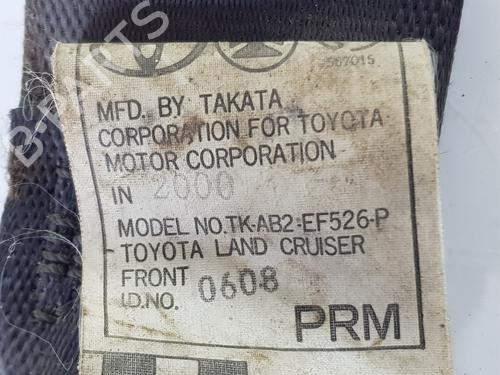 MFD. BY TAKATA
CORPORATION FOR TOYOTA
MOTOR CORPORATION
IN 2000
MODEL NO.TK-AB2-EF526-P
TOYOTA LAND CRUISER
FRONT
I.D.NO. 0608
PRM